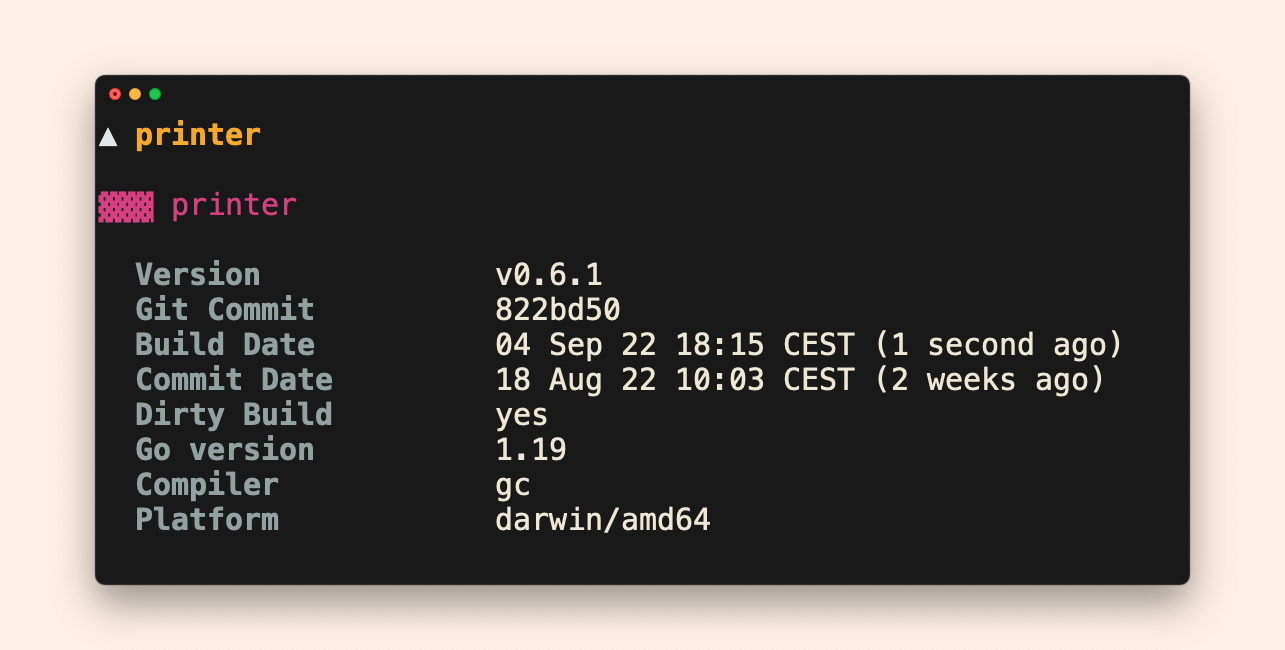 ▲ printer
▓▓▓ printer
Version v0.6.1
Git Commit 822bd50
Build Date 04 Sep 22 18:15 CEST (1 second ago)
Commit Date 18 Aug 22 10:03 CEST (2 weeks ago)
Dirty Build yes
Go version 1.19
Compiler gc
Platform darwin/amd64